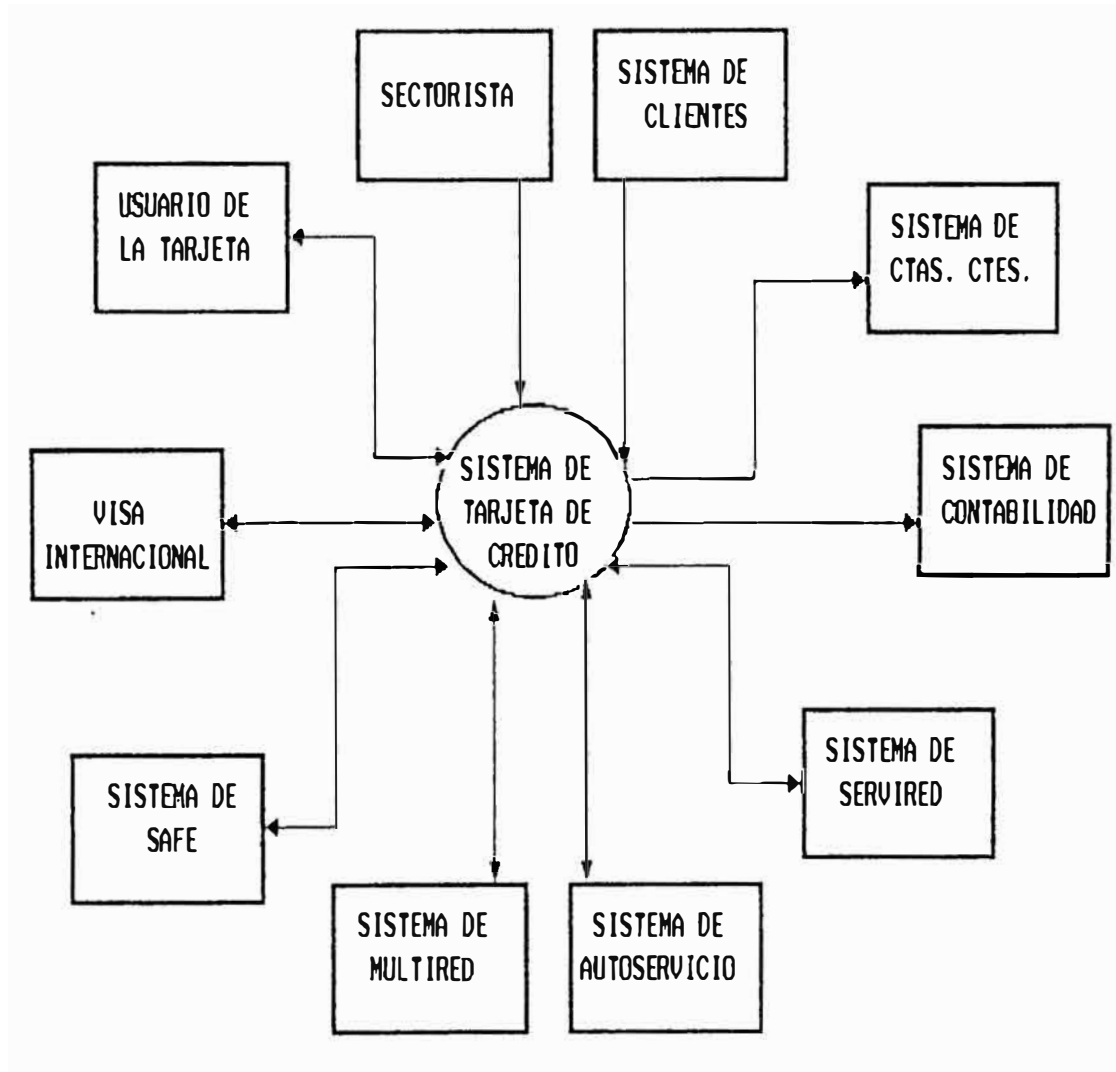 SECTORISTA
SISTEMA DE
CLIENTES
USUARIO DE
LA TARJETA
SISTEMA DE
CTAS. CTES.
VISA
INTERNACIONAL
SISTEMA DE
TARJETA DE
CREDITO
SISTEMA DE
CONTABILIDAD
SISTEMA DE
SAFE
SISTEMA DE
SERVIRED
SISTEMA DE
MULTIRED
SISTEMA DE
AUTOSERVICIO